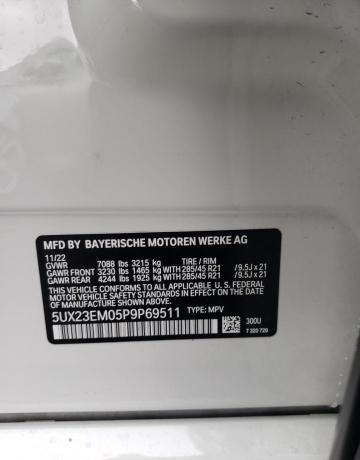 MFD BY BAYERISCHE MOTOREN WERKE AG
11/22
GVWR 7088 lbs 3215 kg TIRE / RIM
GAWR FRONT 3230 lbs 1465 kg WITH 285/45 R21 /9.5J x 21
GAWR REAR 4244 lbs 1925 kg WITH 285/45 R21 /9.5J x 21
THIS VEHICLE CONFORMS TO ALL APPLICABLE U.S. FEDERAL
MOTOR VEHICLE SAFETY STANDARDS IN EFFECT
ON THE DATE OF MANUFACTURE SHOWN ABOVE.
5UX23EM05P9P69511 TYPE: MPV 300U
7 320 726